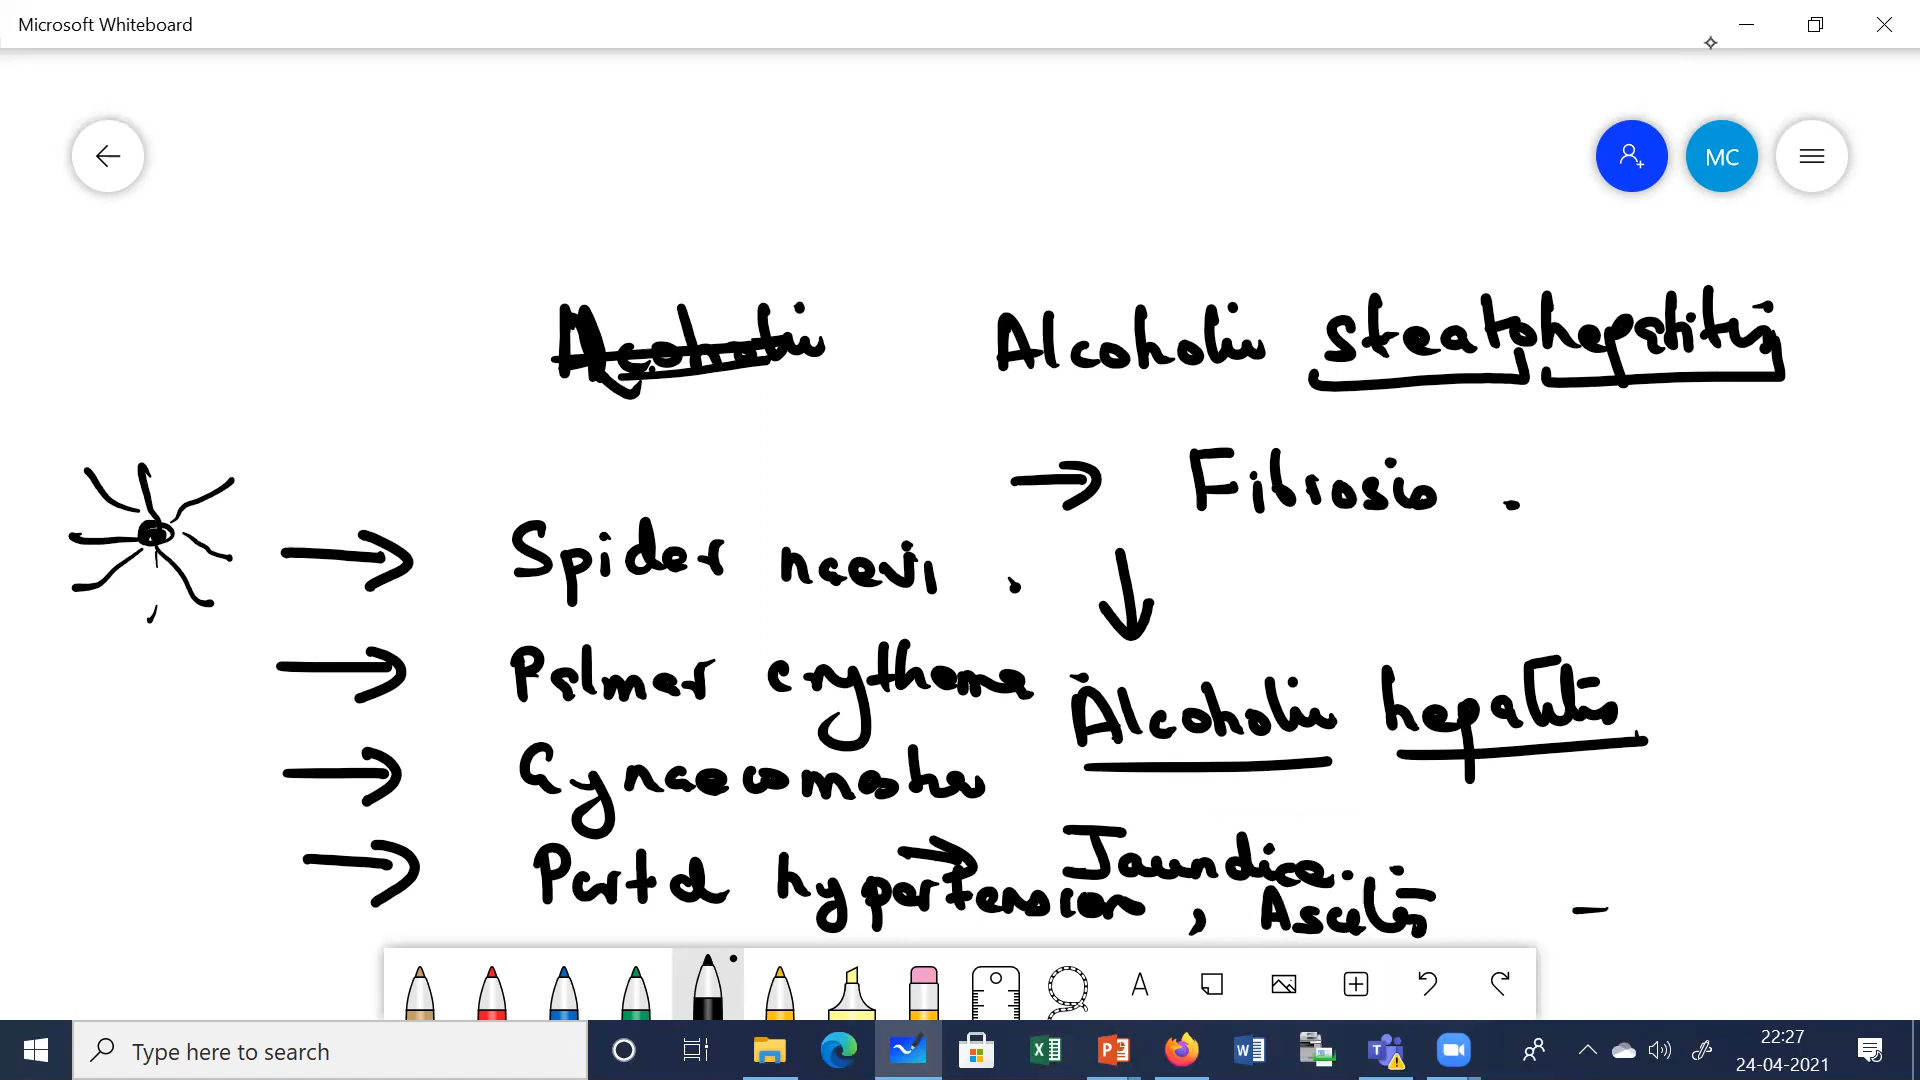 Microsoft Whiteboard
MC
Alcoholic
Alcoholic steatohepatitis
→ Fibrosis .
→ Spider naevi .
→ Palmar erythema
Alcoholic hepatitis
→ Gynaecomastia
→ Jaundice.
→ Portal hypertension , Ascites -
A
Type here to search
22:27
24-04-2021